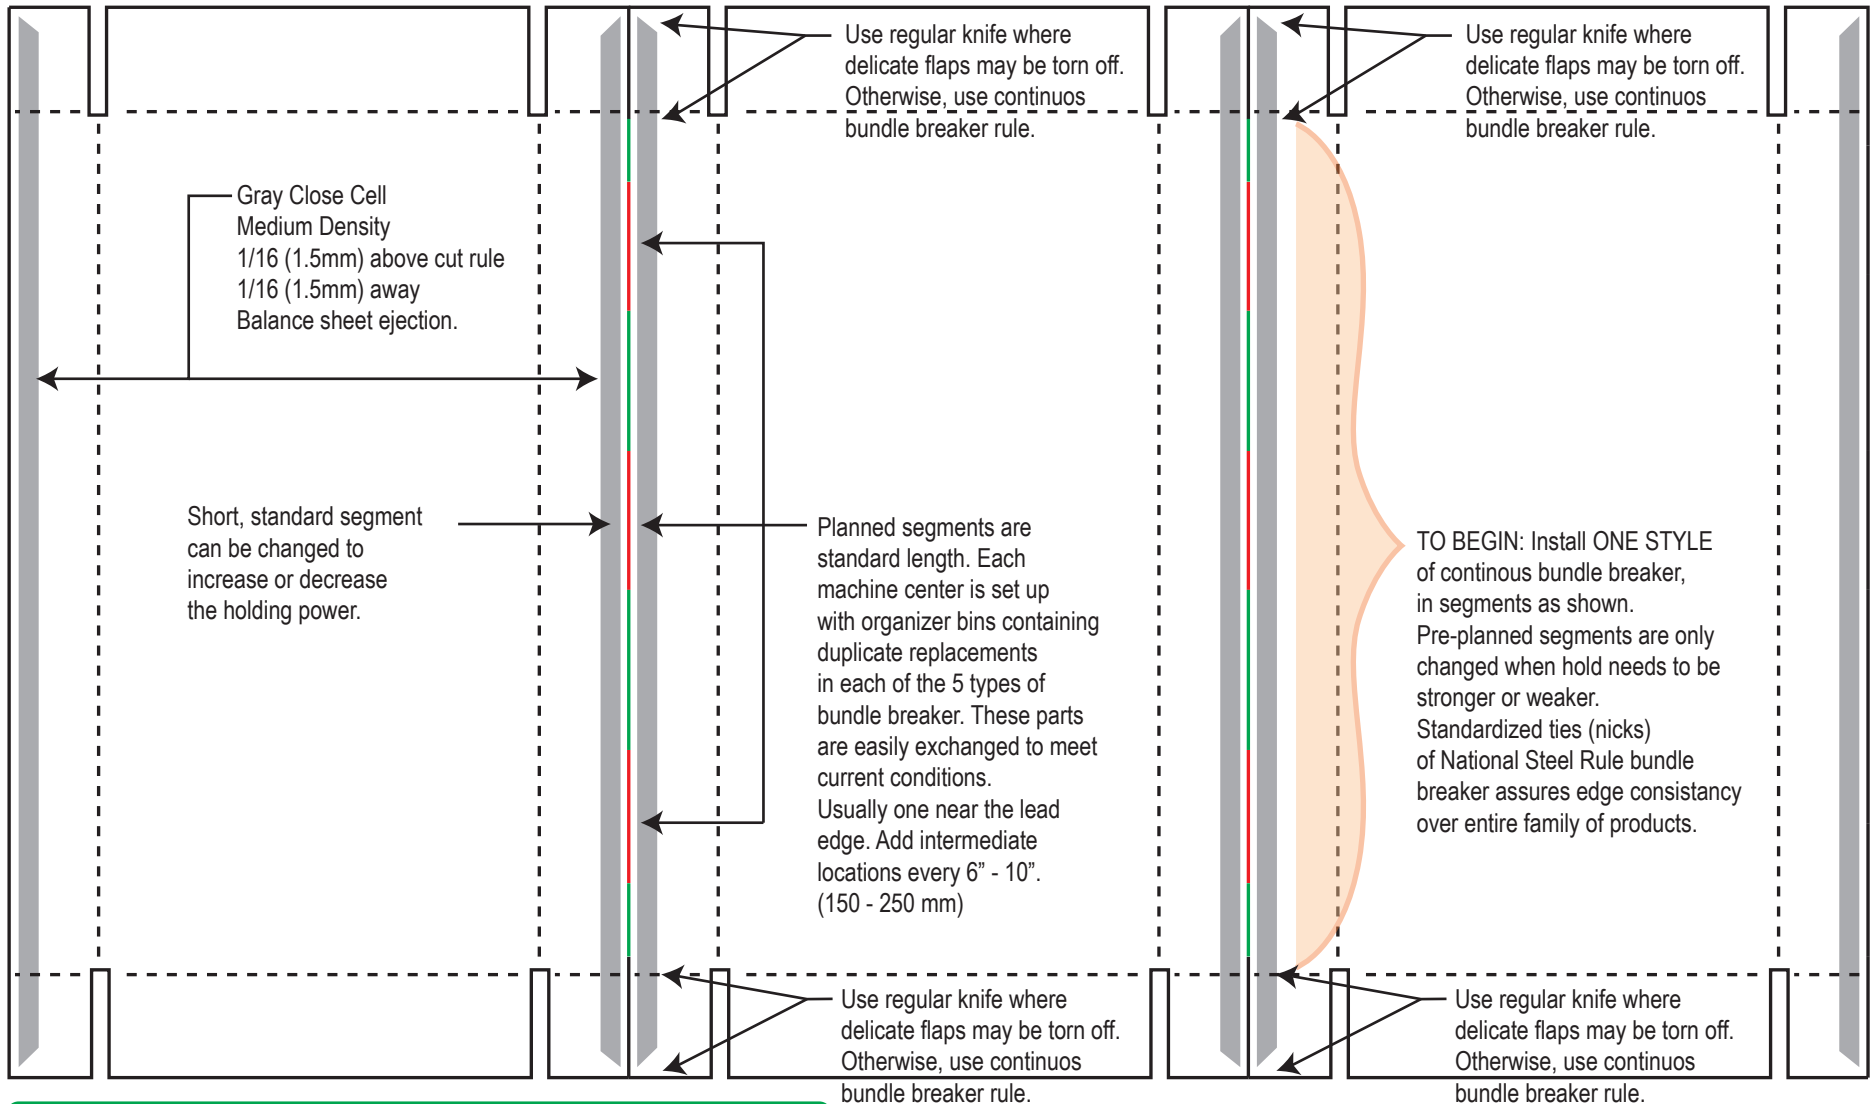 Use regular knife where
delicate flaps may be torn off.
Otherwise, use continuos
bundle breaker rule.
Use regular knife where
delicate flaps may be torn off.
Otherwise, use continuos
bundle breaker rule.
Gray Close Cell
Medium Density
1/16 (1.5mm) above cut rule
1/16 (1.5mm) away
Balance sheet ejection.
Short, standard segment
can be changed to
increase or decrease
the holding power.
Planned segments are
standard length. Each
machine center is set up
with organizer bins containing
duplicate replacements
in each of the 5 types of
bundle breaker. These parts
are easily exchanged to meet
current conditions.
Usually one near the lead
edge. Add intermediate
locations every 6” - 10”.
(150 - 250 mm)
TO BEGIN: Install ONE STYLE
of continous bundle breaker,
in segments as shown.
Pre-planned segments are only
changed when hold needs to be
stronger or weaker.
Standardized ties (nicks)
of National Steel Rule bundle
breaker assures edge consistancy
over entire family of products.
Use regular knife where
delicate flaps may be torn off.
Otherwise, use continuos
bundle breaker rule.
Use regular knife where
delicate flaps may be torn off.
Otherwise, use continuos
bundle breaker rule.